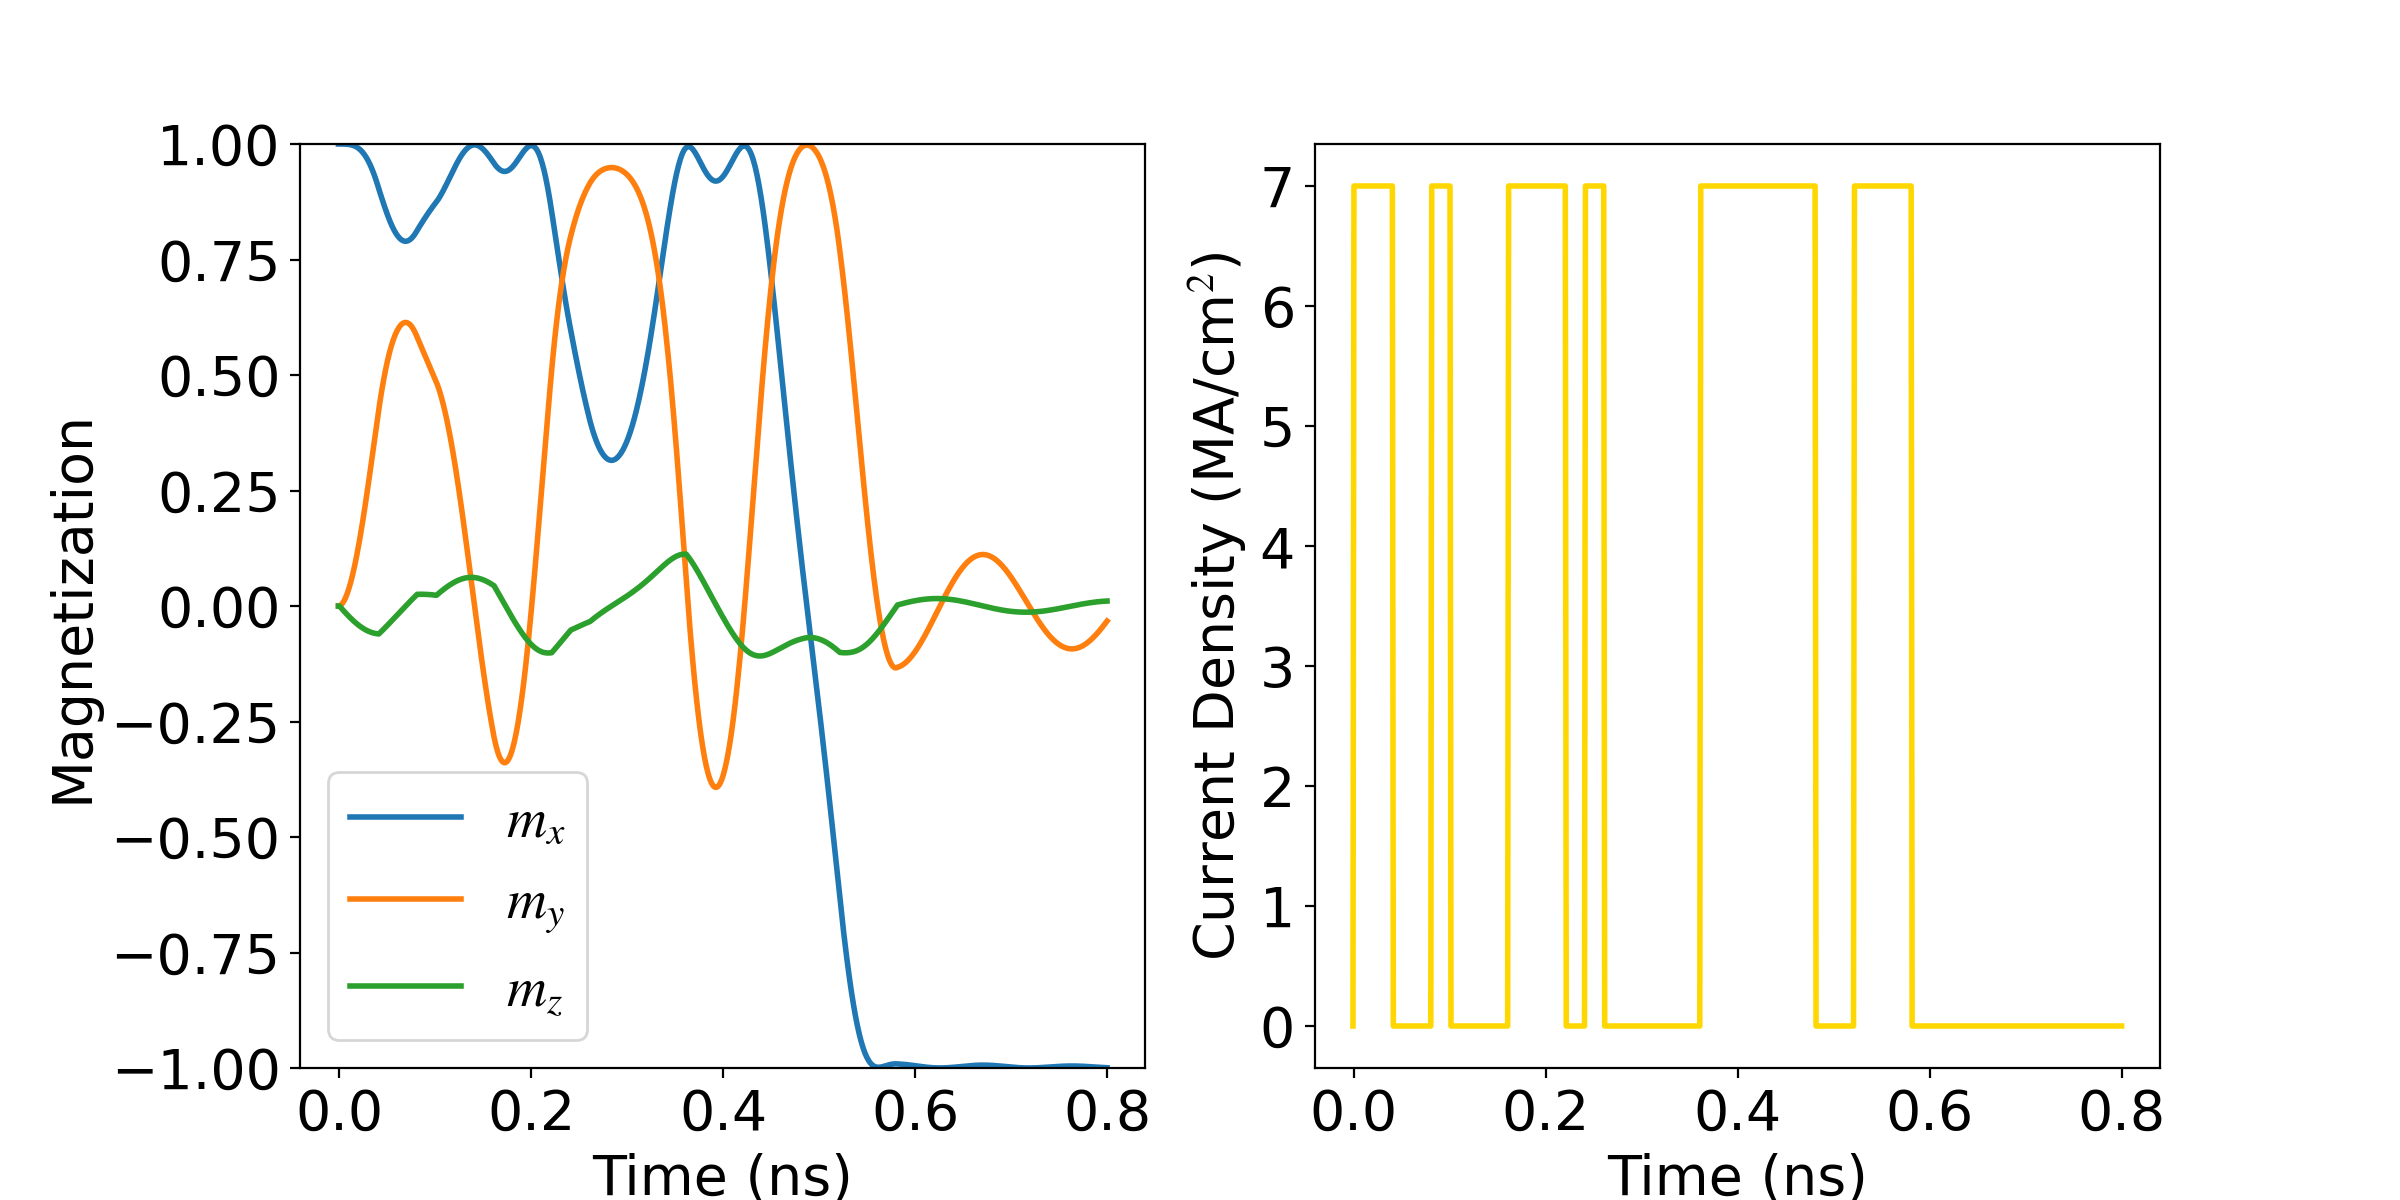 Magnetization
1.00
0.75
0.50
0.25
0.00
−0.25
−0.50
−0.75
−1.00
m_x
m_y
m_z
0.0 0.2 0.4 0.6 0.8
Time (ns)
Current Density (MA/cm²)
7
6
5
4
3
2
1
0
0.0 0.2 0.4 0.6 0.8
Time (ns)